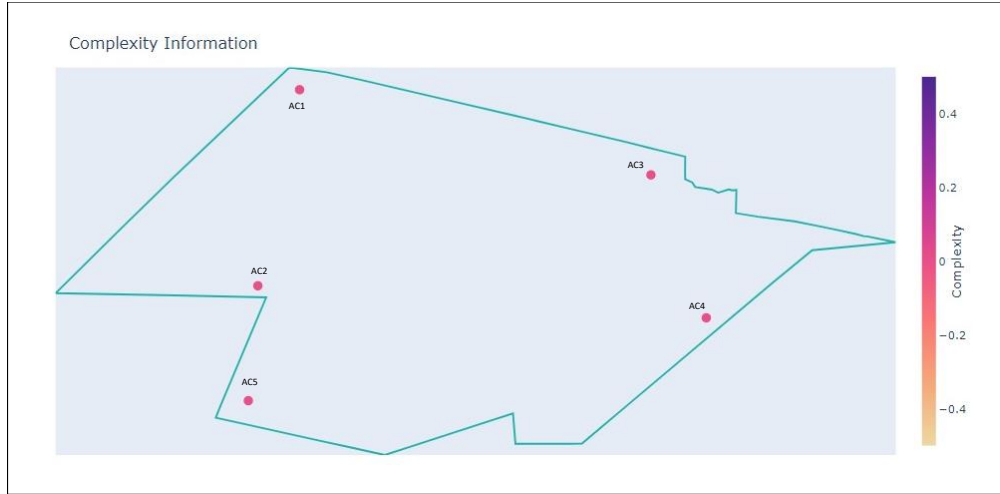 Complexity Information
AC1
AC3
AC2
AC4
AC5
0.4
0.2
0
−0.2
−0.4
Complexity